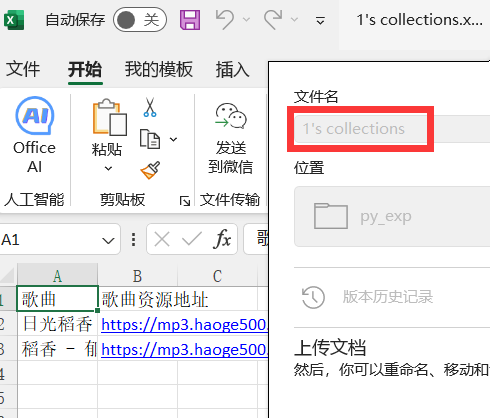 自动保存 关 1's collections.x...
文件 开始 我的模板 插入
文件名
1's collections
位置
py_exp
版本历史记录
上传文档
然后，你可以重命名、移动和
AI
Office
AI
人工智能
粘贴
剪贴板
发送
到微信
文件传输
A1 fx
A B C
1 歌曲 歌曲资源地址
2 日光稻香 https://mp3.haoge500.
3 稻香 - 郁 https://mp3.haoge500.
4
5